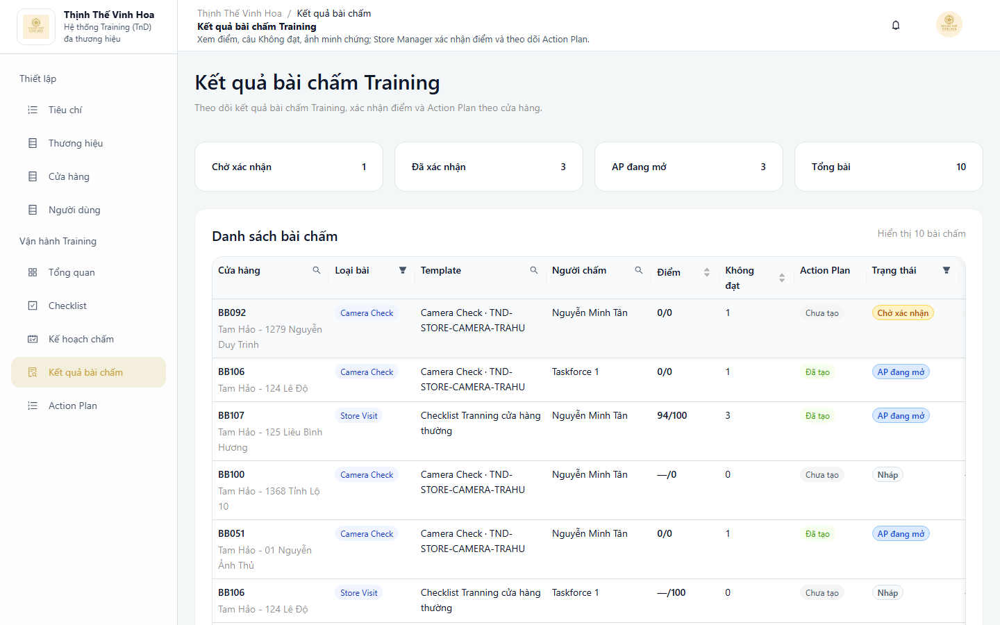 Thịnh Thế Vinh Hoa
Hệ thống Training (TnD)
đa thương hiệu
Thịnh Thế Vinh Hoa / Kết quả bài chấm
Kết quả bài chấm Training
Xem điểm, câu Không đạt, ảnh minh chứng; Store Manager xác nhận điểm và theo dõi Action Plan.
Thiết lập
Tiêu chí
Thương hiệu
Cửa hàng
Người dùng
Vận hành Training
Tổng quan
Checklist
Kế hoạch chấm
Kết quả bài chấm
Action Plan
Kết quả bài chấm Training
Theo dõi kết quả bài chấm Training, xác nhận điểm và Action Plan theo cửa hàng.
Chờ xác nhận 1
Đã xác nhận 3
AP đang mở 3
Tổng bài 10
Danh sách bài chấm
Hiển thị 10 bài chấm
Cửa hàng Loại bài Template Người chấm Điểm Không Action Plan Trạng thái
đạt
BB092 Camera Check Camera Check · TND- Nguyễn Minh Tân 0/0 1 Chưa tạo Chờ xác nhận
Tam Hảo - 1279 Nguyễn STORE-CAMERA-TRAHU
Duy Trinh
BB106 Camera Check Camera Check · TND- Taskforce 1 0/0 1 Đã tạo AP đang mở
Tam Hảo - 124 Lê Độ STORE-CAMERA-TRAHU
BB107 Store Visit Checklist Tranning cửa hàng Nguyễn Minh Tân 94/100 3 Đã tạo AP đang mở
Tam Hảo - 125 Liêu Bình thường
Hương
BB100 Camera Check Camera Check · TND- Nguyễn Minh Tân —/0 0 Chưa tạo Nháp
Tam Hảo - 1368 Tỉnh Lộ STORE-CAMERA-TRAHU
10
BB051 Camera Check Camera Check · TND- Nguyễn Minh Tân 0/0 1 Đã tạo AP đang mở
Tam Hảo - 01 Nguyễn STORE-CAMERA-TRAHU
Ảnh Thủ
BB106 Store Visit Checklist Tranning cửa hàng Taskforce 1 —/100 0 Chưa tạo Nháp
Tam Hảo - 124 Lê Độ thường